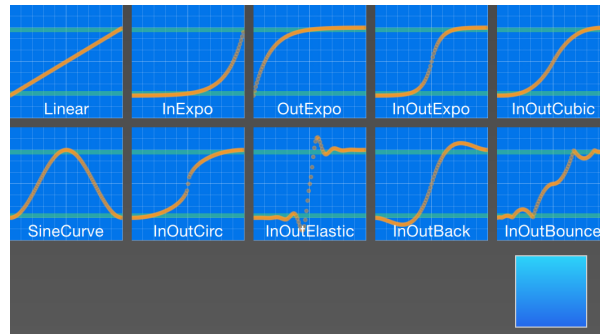 Linear
InExpo
OutExpo
InOutExpo
InOutCubic
SineCurve
InOutCirc
InOutElastic
InOutBack
InOutBounce